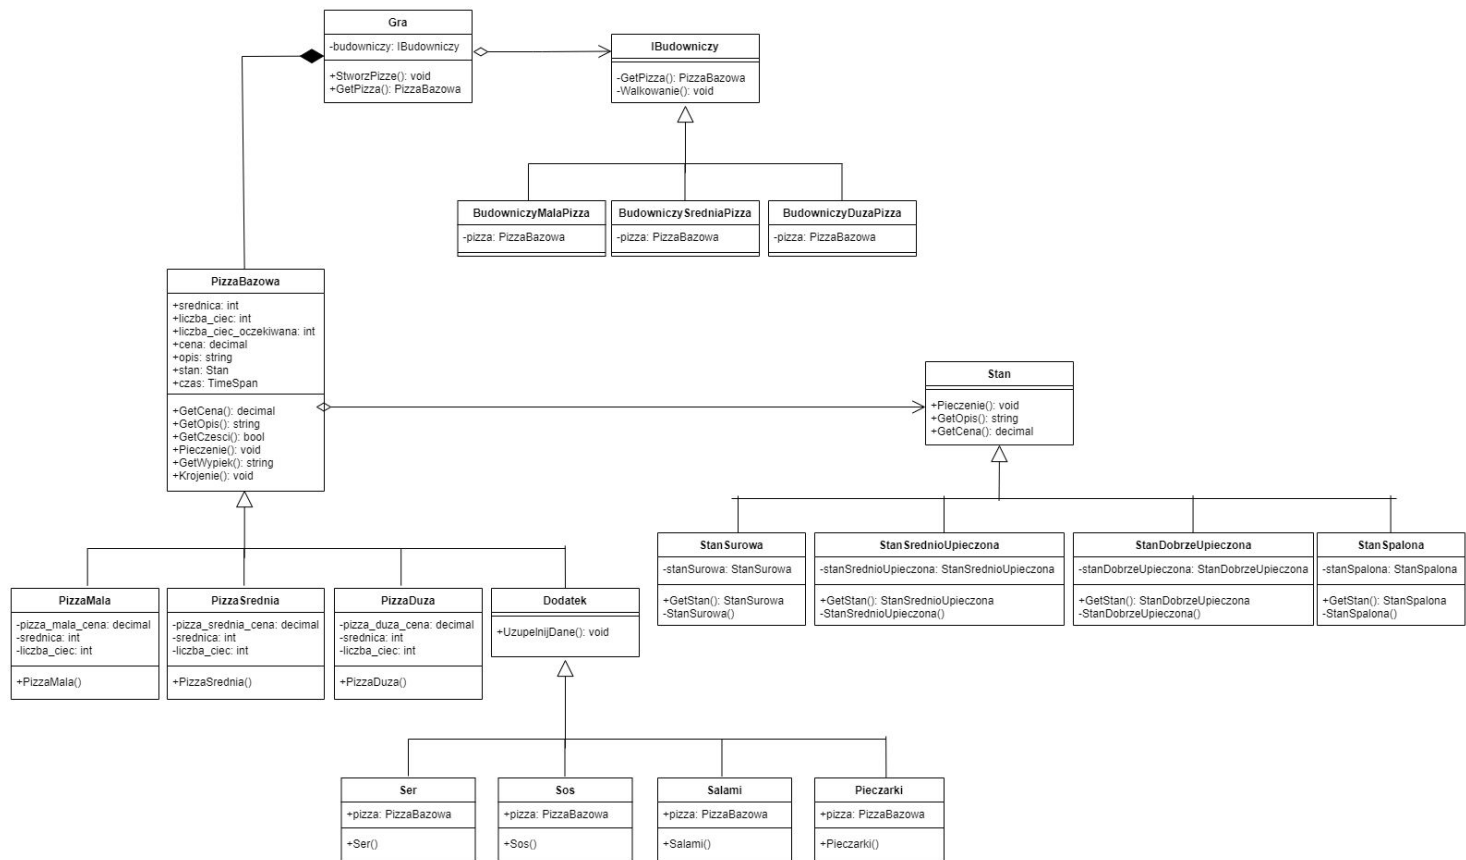 Gra
-budowniczy: IBudowniczy
+StworzPizze(): void
+GetPizza(): PizzaBazowa
IBudowniczy
-GetPizza(): PizzaBazowa
-Walkowanie(): void
BudowniczyMalaPizza
-pizza: PizzaBazowa
BudowniczySredniaPizza
-pizza: PizzaBazowa
BudowniczyDuzaPizza
-pizza: PizzaBazowa
PizzaBazowa
+srednica: int
+liczba_ciec: int
+liczba_ciec_oczekiwana: int
+cena: decimal
+opis: string
+stan: Stan
+czas: TimeSpan
+GetCena(): decimal
+GetOpis(): string
+GetCzesci(): bool
+Pieczenie(): void
+GetWypiek(): string
+Krojenie(): void
Stan
+Pieczenie(): void
+GetOpis(): string
+GetCena(): decimal
StanSurowa
-stanSurowa: StanSurowa
+GetStan(): StanSurowa
-StanSurowa()
StanSrednioUpieczona
-stanSrednioUpieczona: StanSrednioUpieczona
+GetStan(): StanSrednioUpieczona
-StanSrednioUpieczona()
StanDobrzeUpieczona
-stanDobrzeUpieczona: StanDobrzeUpieczona
+GetStan(): StanDobrzeUpieczona
-StanDobrzeUpieczona()
StanSpalona
-stanSpalona: StanSpalona
+GetStan(): StanSpalona
-StanSpalona()
PizzaMala
-pizza_mala_cena: decimal
-srednica: int
-liczba_ciec: int
+PizzaMala()
PizzaSrednia
-pizza_srednia_cena: decimal
-srednica: int
-liczba_ciec: int
+PizzaSrednia()
PizzaDuza
-pizza_duza_cena: decimal
-srednica: int
-liczba_ciec: int
+PizzaDuza()
Dodatek
+UzupelnijDane(): void
Ser
+pizza: PizzaBazowa
+Ser()
Sos
+pizza: PizzaBazowa
+Sos()
Salami
+pizza: PizzaBazowa
+Salami()
Pieczarki
+pizza: PizzaBazowa
+Pieczarki()